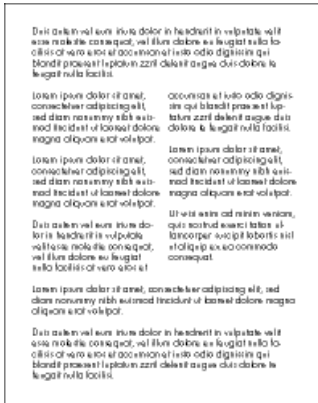 Duis autem vel eum iriure dolor in hendrerit in vulputate velit
esse molestie consequat, vel illum dolore eu feugiat nulla fa-
cilisis at vero eros et accumsan et iusto odio dignissim qui
blandit praesent luptatum zzril delenit augue duis dolore te
feugait nulla facilisi.
Lorem ipsum dolor sit amet,
consectetuer adipiscing elit,
sed diam nonummy nibh euis-
mod tincidunt ut laoreet dolore
magna aliquam erat volutpat.
Lorem ipsum dolor sit amet,
consectetuer adipiscing elit,
sed diam nonummy nibh euis-
mod tincidunt ut laoreet dolore
magna aliquam erat volutpat.
Duis autem vel eum iriure do-
lor in hendrerit in vulputate
velit esse molestie consequat,
vel illum dolore eu feugiat
nulla facilisis at vero eros et
accumsan et iusto odio dignis-
sim qui blandit praesent lup-
tatum zzril delenit augue duis
dolore te feugait nulla facilisi.
Lorem ipsum dolor sit amet,
consectetuer adipiscing elit,
sed diam nonummy nibh euis-
mod tincidunt ut laoreet dolore
magna aliquam erat volutpat.
Ut wisi enim ad minim veniam,
quis nostrud exerci tation ul-
lamcorper suscipit lobortis nisl
ut aliquip ex ea commodo
consequat.
Lorem ipsum dolor sit amet, consectetuer adipiscing elit, sed
diam nonummy nibh euismod tincidunt ut laoreet dolore magna
aliquam erat volutpat.
Duis autem vel eum iriure dolor in hendrerit in vulputate velit
esse molestie consequat, vel illum dolore eu feugiat nulla fa-
cilisis at vero eros et accumsan et iusto odio dignissim qui
blandit praesent luptatum zzril delenit augue duis dolore te
feugait nulla facilisi.